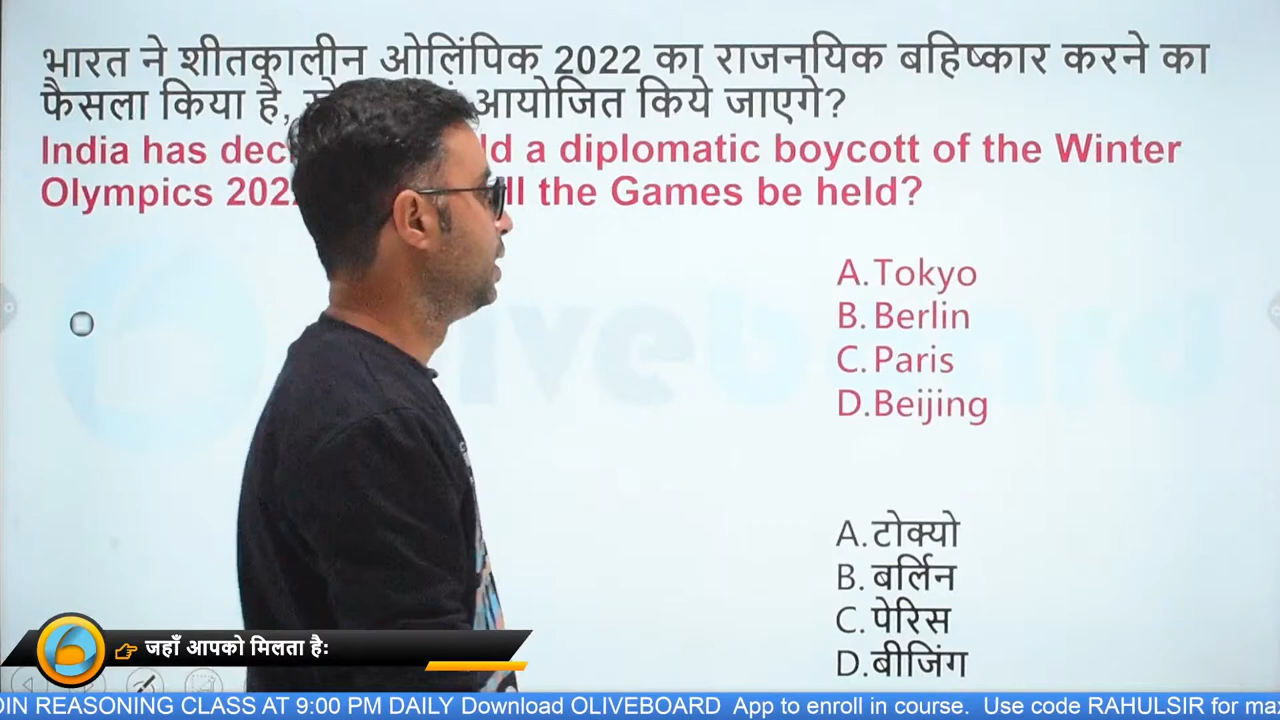 भारत ने शीतकालीन ओलिंपिक 2022 का राजनयिक बहिष्कार करने का
फैसला किया है, आयोजित किये जाएगे?
India has dec ld a diplomatic boycott of the Winter
Olympics 202 ll the Games be held?
A. Tokyo
B. Berlin
C. Paris
D. Beijing
A. टोक्यो
B. बर्लिन
C. पेरिस
D. बीजिंग
जहाँ आपको मिलता है:
OIN REASONING CLASS AT 9:00 PM DAILY Download OLIVEBOARD App to enroll in course. Use code RAHULSIR for ma